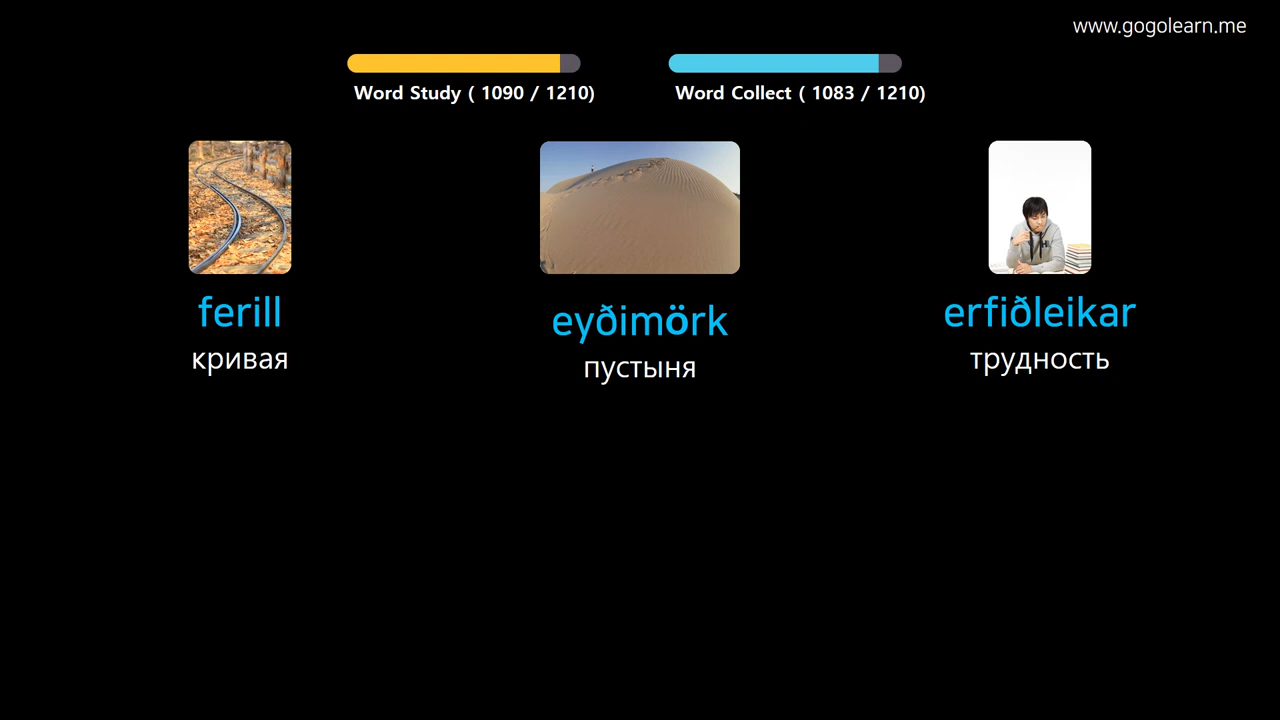 www.gogolearn.me
Word Study ( 1090 / 1210)
Word Collect ( 1083 / 1210)
ferill
кривая
eyðimörk
пустыня
erfiðleikar
трудность